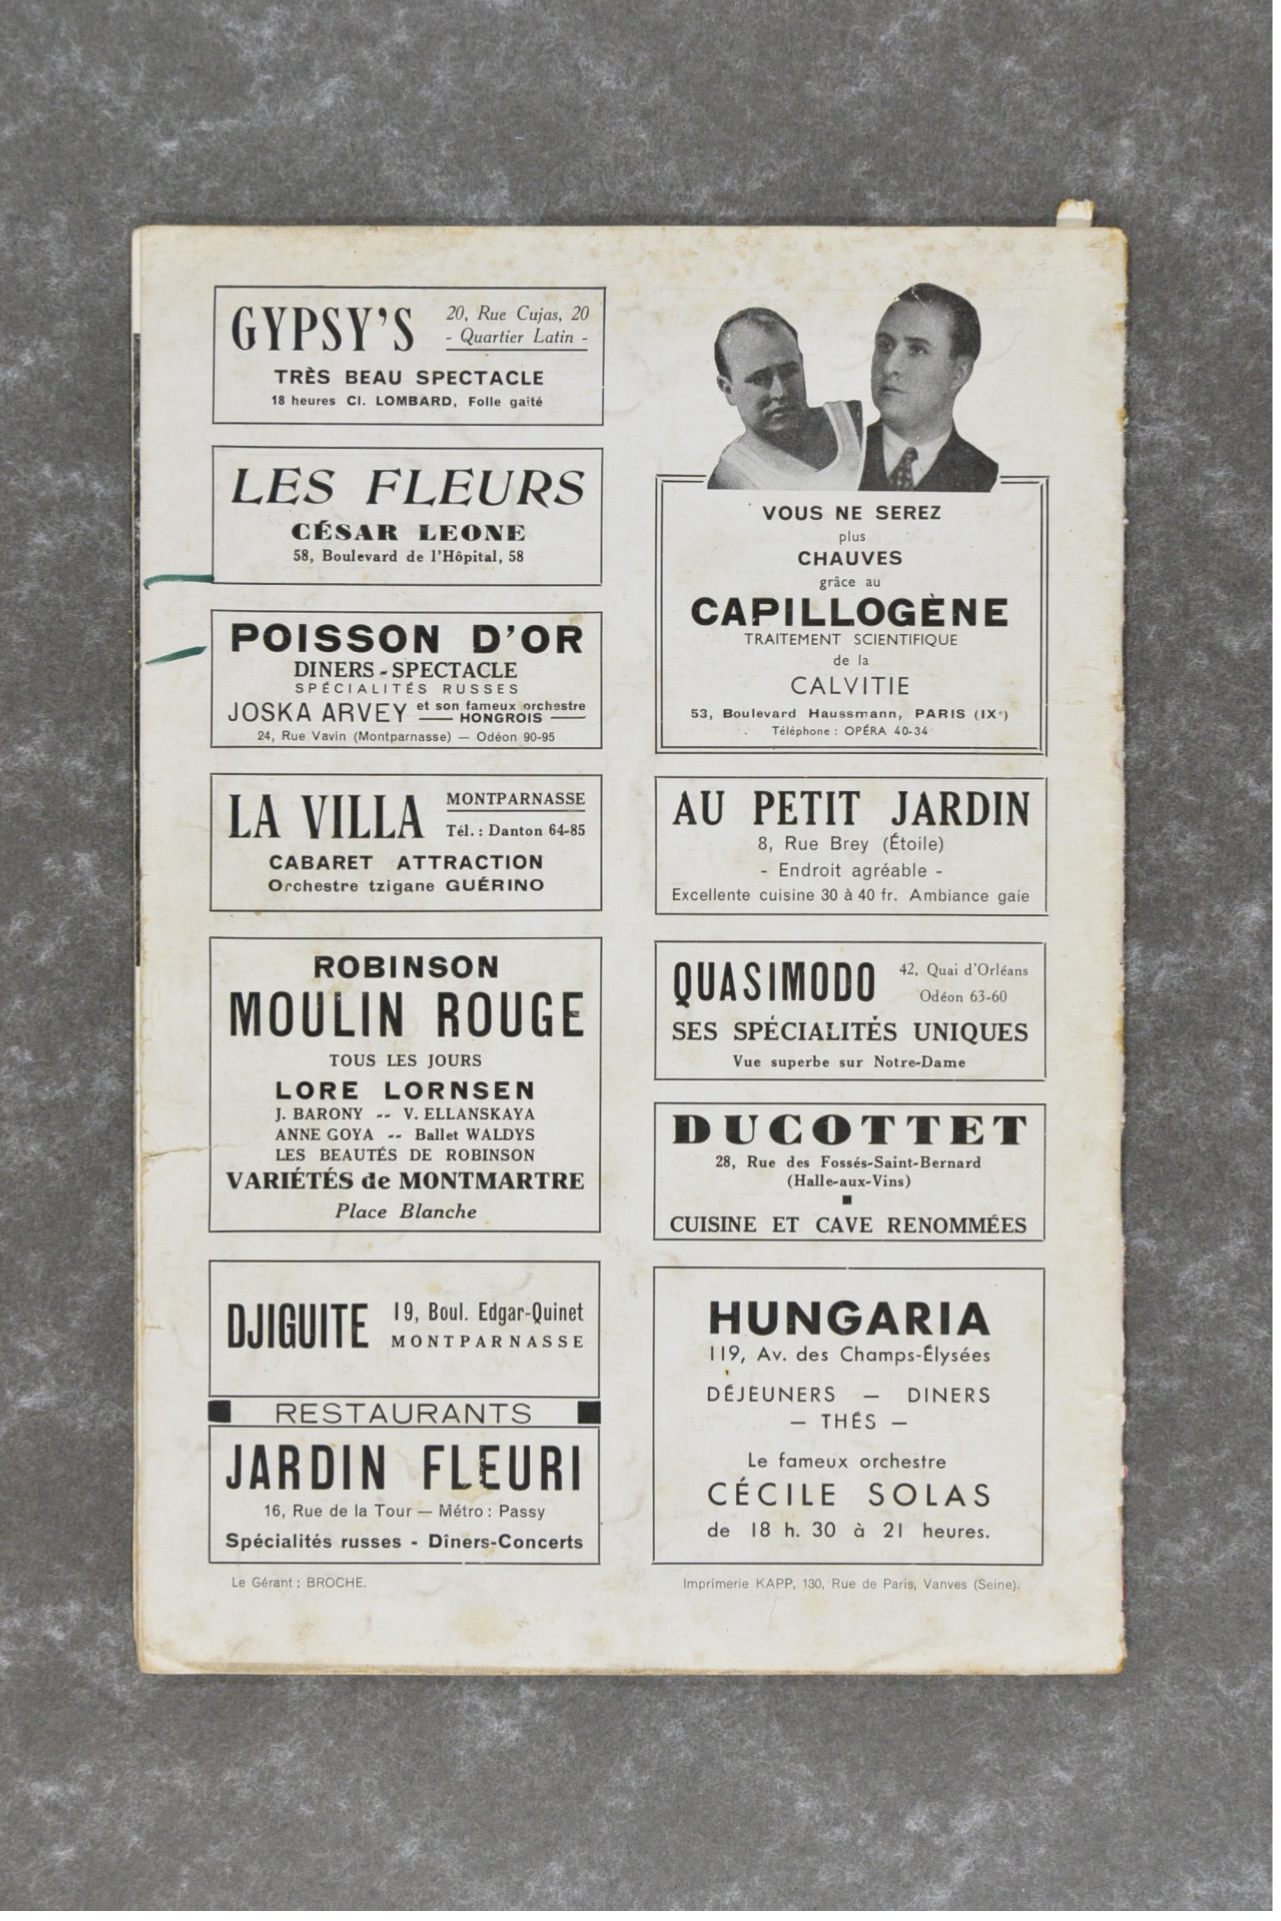 GYPSY'S
20, Rue Cujas, 20
- Quartier Latin -
TRÈS BEAU SPECTACLE
18 heures Cl. LOMBARD, Folle gaîté
LES FLEURS
CÉSAR LEONE
58, Boulevard de l'Hôpital, 58
POISSON D'OR
DINERS - SPECTACLE
SPÉCIALITÉS RUSSES
JOSKA ARVEY et son fameux orchestre
HONGROIS
24, Rue Vavin (Montparnasse) — Odéon 90-95
LA VILLA
MONTPARNASSE
Tél. : Danton 64-85
CABARET ATTRACTION
Orchestre tzigane GUÉRINO
ROBINSON
MOULIN ROUGE
TOUS LES JOURS
LORE LORNSEN
J. BARONY -- V. ELLANSKAYA
ANNE GOYA -- Ballet WALDYS
LES BEAUTÉS DE ROBINSON
VARIÉTÉS de MONTMARTRE
Place Blanche
DJIGUITE
19, Boul. Edgar-Quinet
MONTPARNASSE
RESTAURANTS
JARDIN FLEURI
16, Rue de la Tour — Métro : Passy
Spécialités russes - Dîners-Concerts
Le Gérant : BROCHE.
VOUS NE SEREZ
plus
CHAUVES
grâce au
CAPILLOGÈNE
TRAITEMENT SCIENTIFIQUE
de la
CALVITIE
53, Boulevard Haussmann, PARIS (IXe)
Téléphone : OPÉRA 40-34
AU PETIT JARDIN
8, Rue Brey (Étoile)
- Endroit agréable -
Excellente cuisine 30 à 40 fr. Ambiance gaie
QUASIMODO
42, Quai d'Orléans
Odéon 63-60
SES SPÉCIALITÉS UNIQUES
Vue superbe sur Notre-Dame
DUCOTTET
28, Rue des Fossés-Saint-Bernard
(Halle-aux-Vins)
CUISINE ET CAVE RENOMMÉES
HUNGARIA
119, Av. des Champs-Élysées
DÉJEUNERS — DINERS
— THÉS —
Le fameux orchestre
CÉCILE SOLAS
de 18 h. 30 à 21 heures.
Imprimerie KAPP, 130, Rue de Paris, Vanves (Seine).